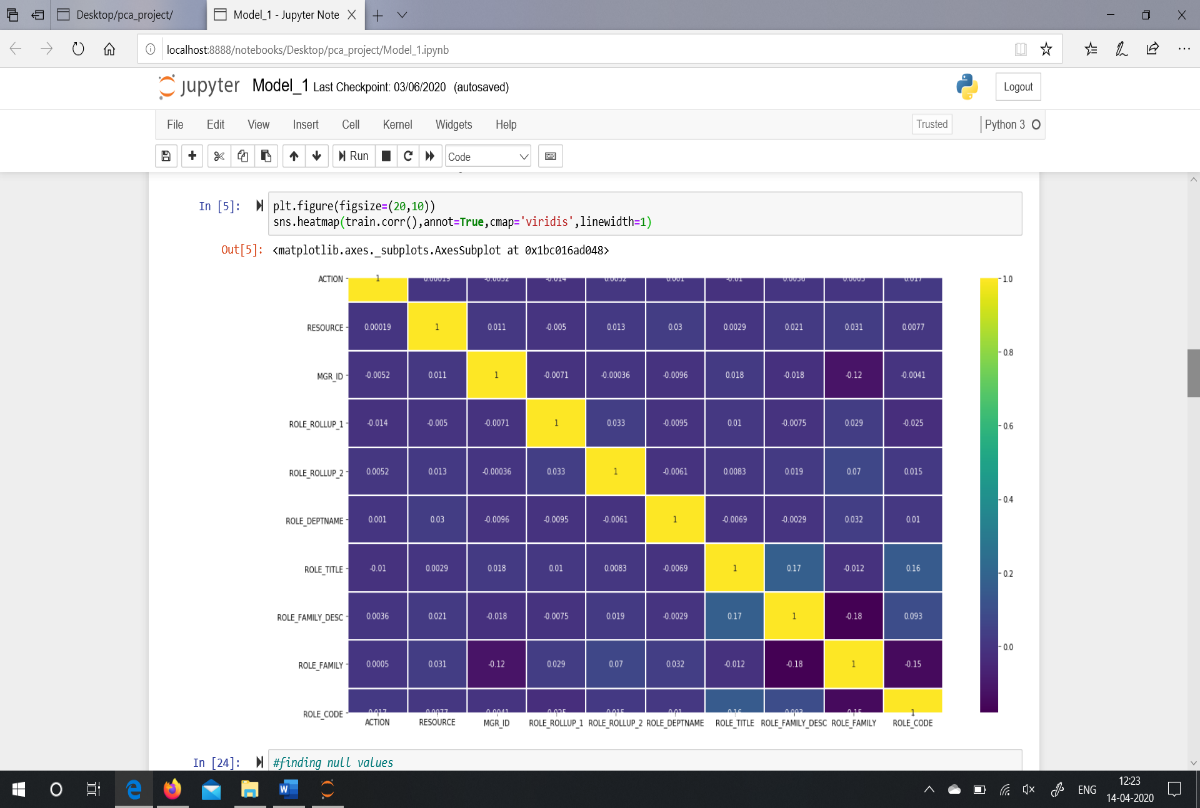 Desktop/pca_project/
Model_1 - Jupyter Note
localhost:8888/notebooks/Desktop/pca_project/Model_1.ipynb
jupyter Model_1 Last Checkpoint: 03/06/2020 (autosaved)
Logout
File Edit View Insert Cell Kernel Widgets Help
Trusted
Python 3
Run
Code
In [5]:
plt.figure(figsize=(20,10))
sns.heatmap(train.corr(),annot=True,cmap='viridis',linewidth=1)
Out[5]: <matplotlib.axes._subplots.AxesSubplot at 0x1bc016ad048>
ACTION 1
RESOURCE 0.00019 1 0.011 -0.005 0.013 0.03 0.0029 0.021 0.031 0.0077
MGR_ID -0.0052 0.011 1 -0.0071 -0.00036 -0.0096 0.018 -0.018 -0.12 -0.0041
ROLE_ROLLUP_1 -0.014 -0.005 -0.0071 1 0.033 -0.0095 0.01 -0.0075 0.029 -0.025
ROLE_ROLLUP_2 0.0052 0.013 -0.00036 0.033 1 -0.0061 0.0083 0.019 0.07 0.015
ROLE_DEPTNAME 0.001 0.03 -0.0096 -0.0095 -0.0061 1 -0.0069 -0.0029 0.032 0.01
ROLE_TITLE -0.01 0.0029 0.018 0.01 0.0083 -0.0069 1 0.17 -0.012 0.16
ROLE_FAMILY_DESC 0.0036 0.021 -0.018 -0.0075 0.019 -0.0029 0.17 1 -0.18 0.093
ROLE_FAMILY 0.0005 0.031 -0.12 0.029 0.07 0.032 -0.012 -0.18 1 -0.15
ROLE_CODE 1
ACTION RESOURCE MGR_ID ROLE_ROLLUP_1 ROLE_ROLLUP_2 ROLE_DEPTNAME ROLE_TITLE ROLE_FAMILY_DESC ROLE_FAMILY ROLE_CODE
1.0
0.8
0.6
0.4
0.2
0.0
In [24]:
#finding null values
ENG
12:23
14-04-2020